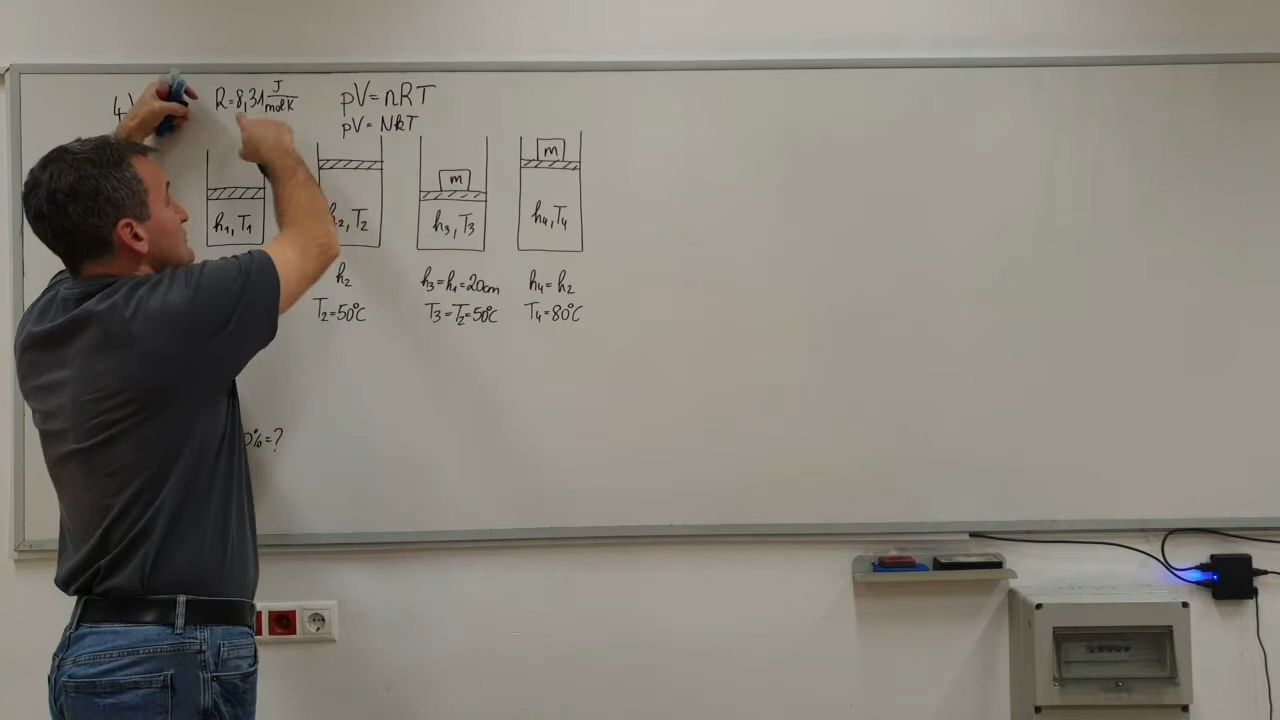 4)
R=8,31 J/molK
pV=nRT
pV=NkT
h₁,T₁
h₂,T₂
m
h₃,T₃
m
h₄,T₄
h₂
T₂=50°C
h₃=h₁=20cm
T₃=T₂=50°C
h₄=h₂
T₄=80°C
%=?